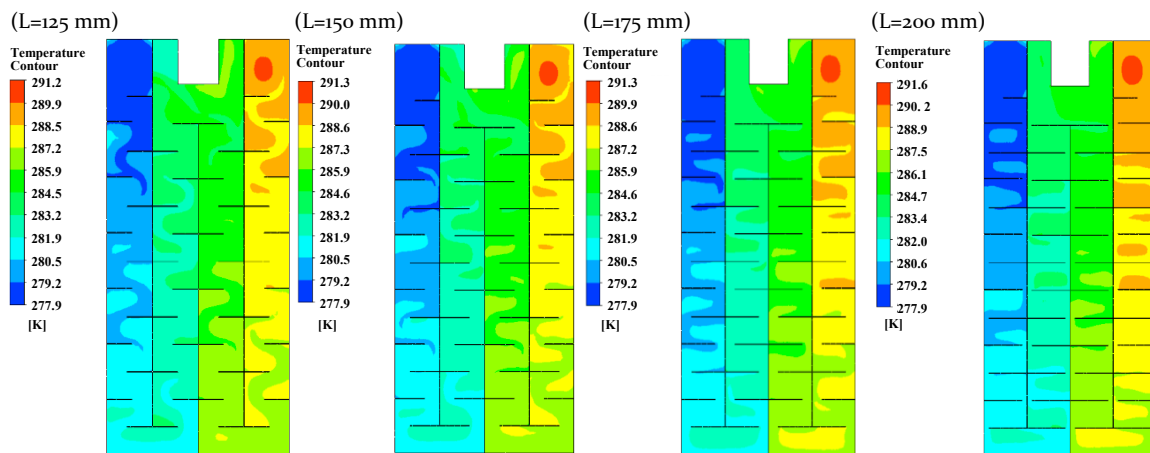 (L=125 mm)
Temperature
Contour
291.2
289.9
288.5
287.2
285.9
284.5
283.2
281.9
280.5
279.2
277.9
[K]
(L=150 mm)
Temperature
Contour
291.3
290.0
288.6
287.3
285.9
284.6
283.2
281.9
280.5
279.2
277.9
[K]
(L=175 mm)
Temperature
Contour
291.3
290.0
288.6
287.3
285.9
284.6
283.2
281.9
280.5
279.2
277.9
[K]
(L=200 mm)
Temperature
Contour
291.6
290. 2
288.9
287.5
286.1
284.7
283.4
282.0
280.6
279.2
277.9
[K]